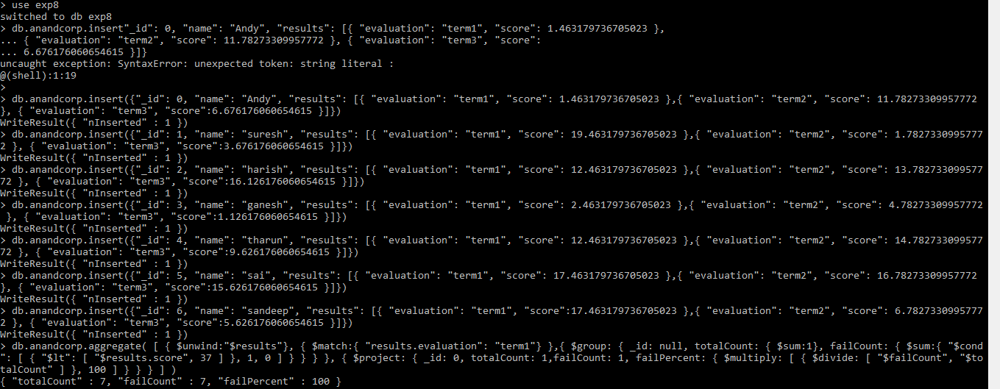 > use exp8
switched to db exp8
> db.anandcorp.insert"_id": 0, "name": "Andy", "results": [{ "evaluation": "term1", "score": 1.463179736705023 },
... { "evaluation": "term2", "score": 11.78273309957772 }, { "evaluation": "term3", "score":
... 6.676176060654615 }]}
uncaught exception: SyntaxError: unexpected token: string literal :
@(shell):1:19
>
> db.anandcorp.insert({"_id": 0, "name": "Andy", "results": [{ "evaluation": "term1", "score": 1.463179736705023 },{ "evaluation": "term2", "score": 11.78273309957772
}, { "evaluation": "term3", "score":6.676176060654615 }]})
WriteResult({ "nInserted" : 1 })
> db.anandcorp.insert({"_id": 1, "name": "suresh", "results": [{ "evaluation": "term1", "score": 19.463179736705023 },{ "evaluation": "term2", "score": 1.7827330995777
2 }, { "evaluation": "term3", "score":3.676176060654615 }]})
WriteResult({ "nInserted" : 1 })
> db.anandcorp.insert({"_id": 2, "name": "harish", "results": [{ "evaluation": "term1", "score": 12.463179736705023 },{ "evaluation": "term2", "score": 13.782733099577
72 }, { "evaluation": "term3", "score":16.126176060654615 }]})
WriteResult({ "nInserted" : 1 })
> db.anandcorp.insert({"_id": 3, "name": "ganesh", "results": [{ "evaluation": "term1", "score": 2.463179736705023 },{ "evaluation": "term2", "score": 4.78273309957772
 }, { "evaluation": "term3", "score":1.126176060654615 }]})
WriteResult({ "nInserted" : 1 })
> db.anandcorp.insert({"_id": 4, "name": "tharun", "results": [{ "evaluation": "term1", "score": 12.463179736705023 },{ "evaluation": "term2", "score": 14.782733099577
72 }, { "evaluation": "term3", "score":9.626176060654615 }]})
WriteResult({ "nInserted" : 1 })
> db.anandcorp.insert({"_id": 5, "name": "sai", "results": [{ "evaluation": "term1", "score": 17.463179736705023 },{ "evaluation": "term2", "score": 16.78273309957772
}, { "evaluation": "term3", "score":15.626176060654615 }]})
WriteResult({ "nInserted" : 1 })
> db.anandcorp.insert({"_id": 6, "name": "sandeep", "results": [{ "evaluation": "term1", "score":17.463179736705023 },{ "evaluation": "term2", "score": 6.7827330995777
2 }, { "evaluation": "term3", "score":5.626176060654615 }]})
WriteResult({ "nInserted" : 1 })
> db.anandcorp.aggregate( [ { $unwind:"$results"}, { $match:{ "results.evaluation": "term1"} },{ $group: { _id: null, totalCount: { $sum:1}, failCount: { $sum:{ "$cond
": [ { "$lt": [ "$results.score", 37 ] }, 1, 0 ] } } } }, { $project: { _id: 0, totalCount: 1,failCount: 1, failPercent: { $multiply: [ { $divide: [ "$failCount", "$to
talCount" ] }, 100 ] } } } ] )
{ "totalCount" : 7, "failCount" : 7, "failPercent" : 100 }